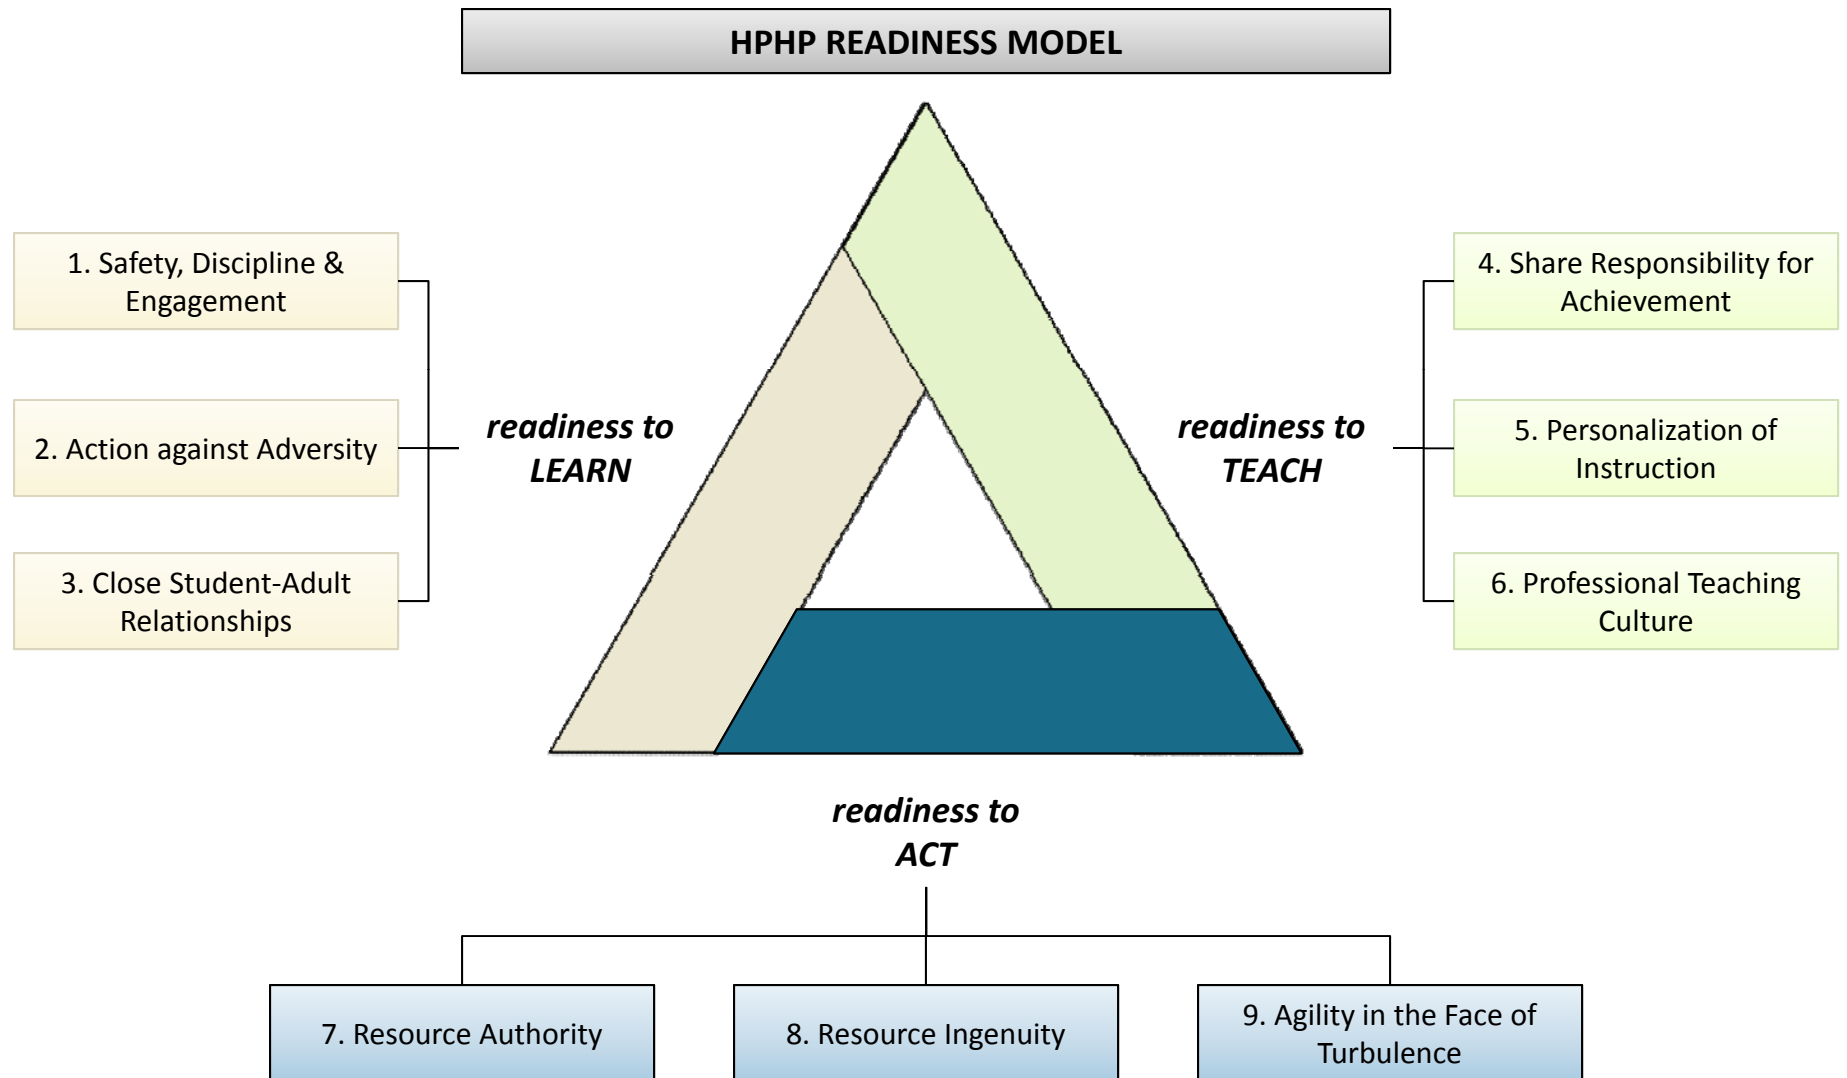 HPHP READINESS MODEL
1. Safety, Discipline &
Engagement
2. Action against Adversity
3. Close Student-Adult
Relationships
readiness to
LEARN
readiness to
TEACH
4. Share Responsibility for
Achievement
5. Personalization of
Instruction
6. Professional Teaching
Culture
readiness to
ACT
7. Resource Authority
8. Resource Ingenuity
9. Agility in the Face of
Turbulence